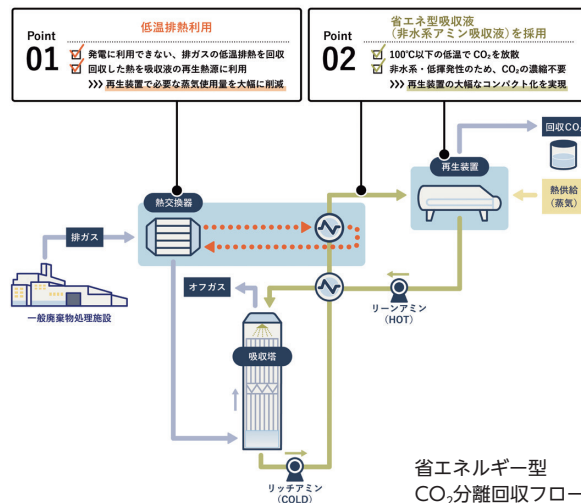 Point
01
低温排熱利用
発電に利用できない、排ガスの低温排熱を回収
回収した熱を吸収液の再生熱源に利用
>>> 再生装置で必要な蒸気使用量を大幅に削減
Point
02
省エネ型吸収液
(非水系アミン吸収液)を採用
100℃以下の低温で CO₂を放散
非水系・低揮発性のため、CO₂の濃縮不要
>>> 再生装置の大幅なコンパクト化を実現
回収CO₂
再生装置
熱供給
(蒸気)
熱交換器
排ガス
一般廃棄物処理施設
オフガス
リーンアミン
(HOT)
吸収塔
リッチアミン
(COLD)
省エネルギー型
CO₂分離回収フロー